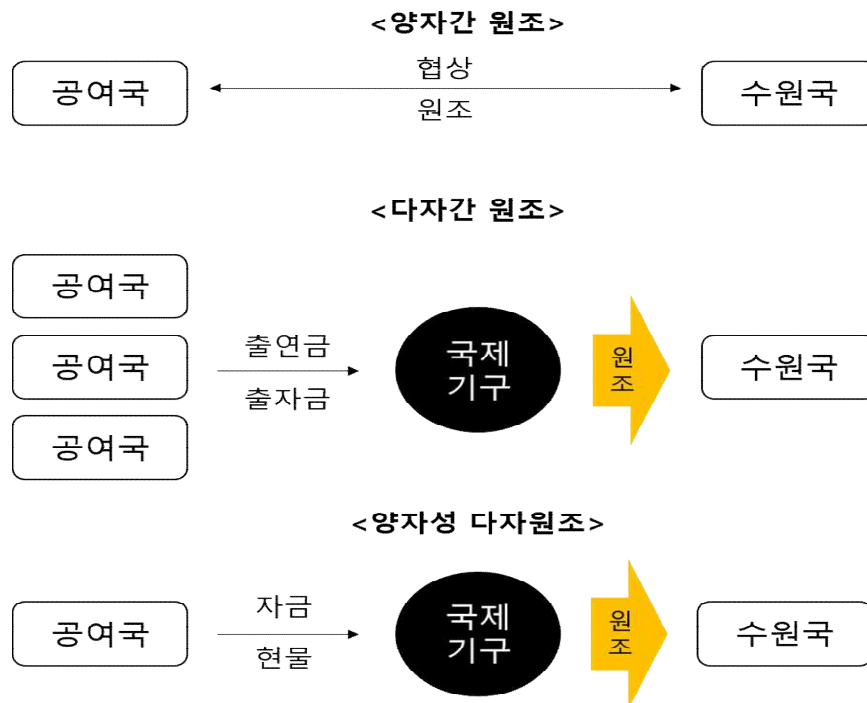 <양자간 원조>
공여국
협상
원조
수원국
<다자간 원조>
공여국
공여국
공여국
출연금
출자금
국제
기구
원
조
수원국
<양자성 다자원조>
공여국
자금
현물
국제
기구
원
조
수원국